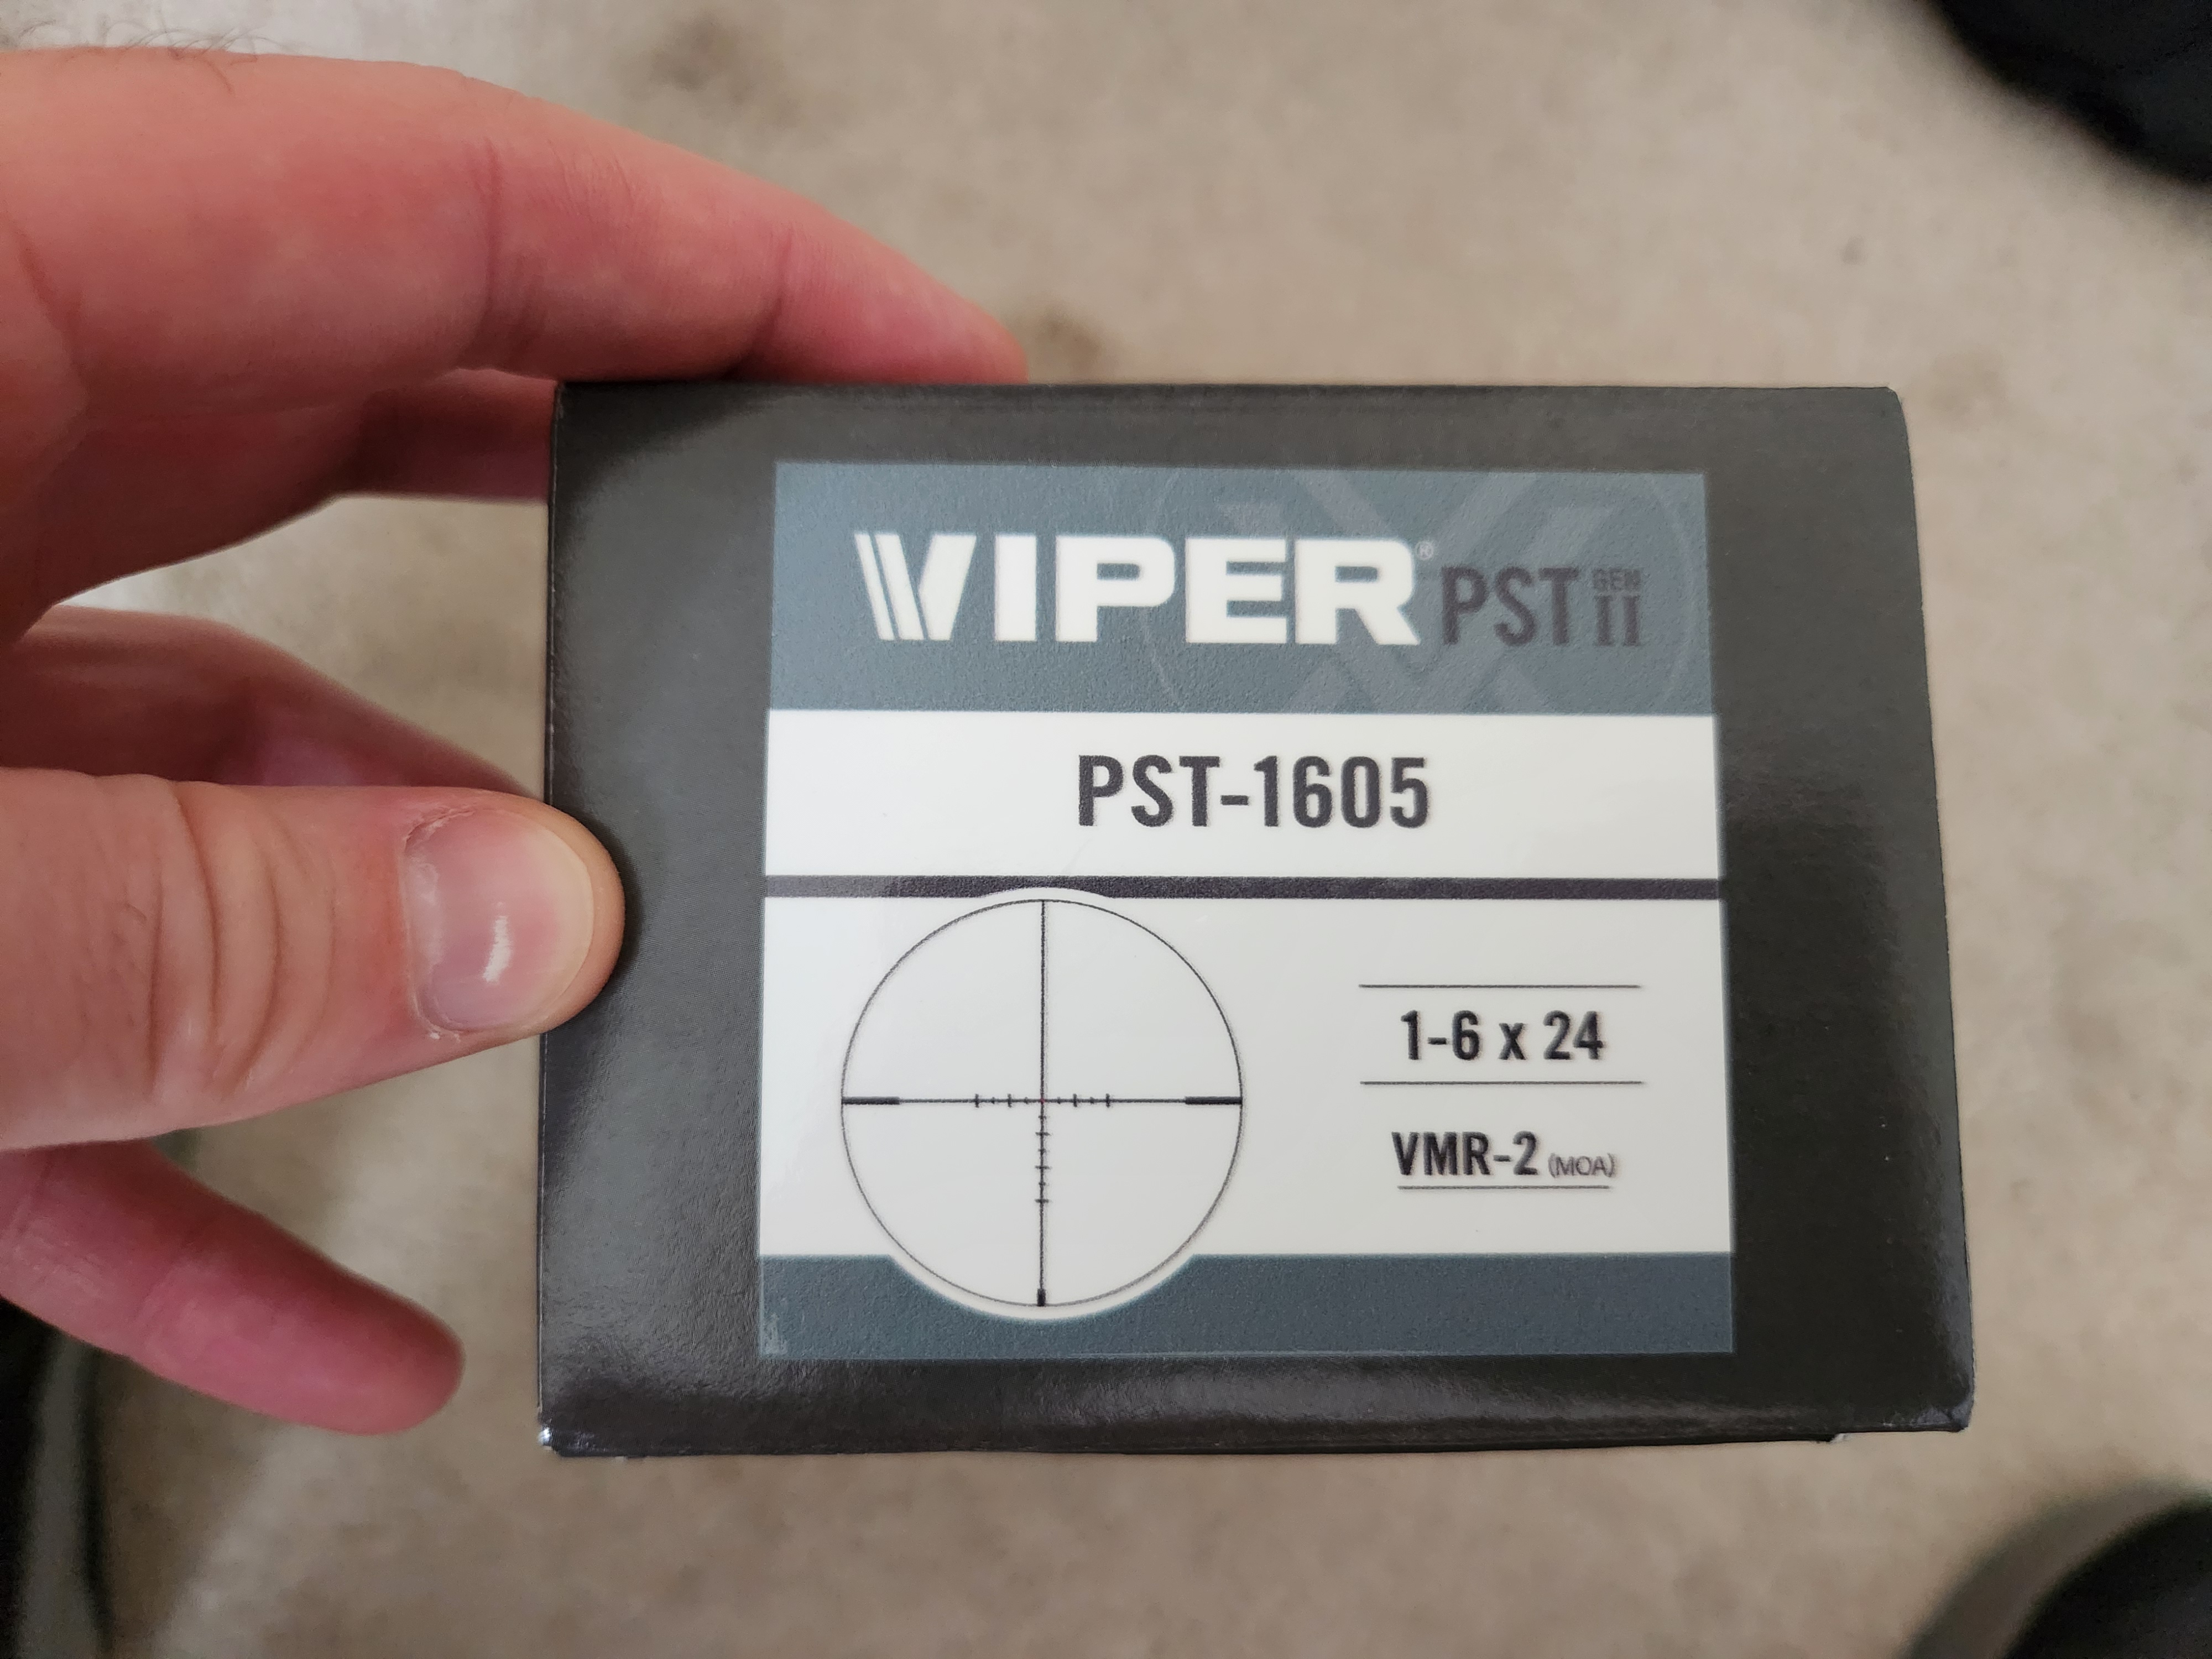 VIPER® PST GEN II
PST-1605
1-6 x 24
VMR-2 (MOA)